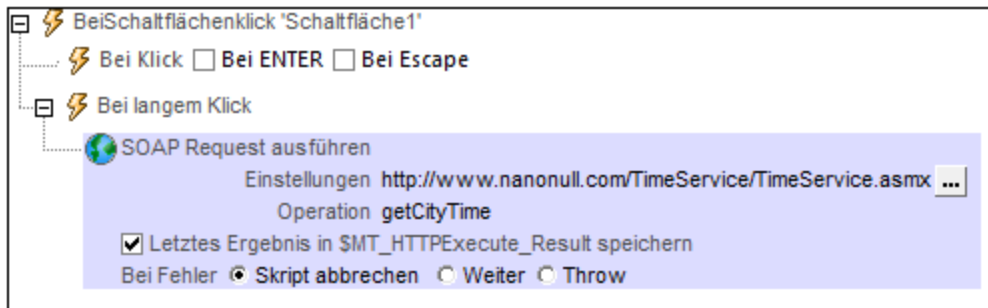 BeiSchaltflächenklick "Schaltfläche1"
Bei Klick Bei ENTER Bei Escape
Bei langem Klick
SOAP Request ausführen
Einstellungen http://www.nanonull.com/TimeService/TimeService.asmx ...
Operation getCityTime
Letztes Ergebnis in $MT_HTTPExecute_Result speichern
Bei Fehler Skript abbrechen Weiter Throw